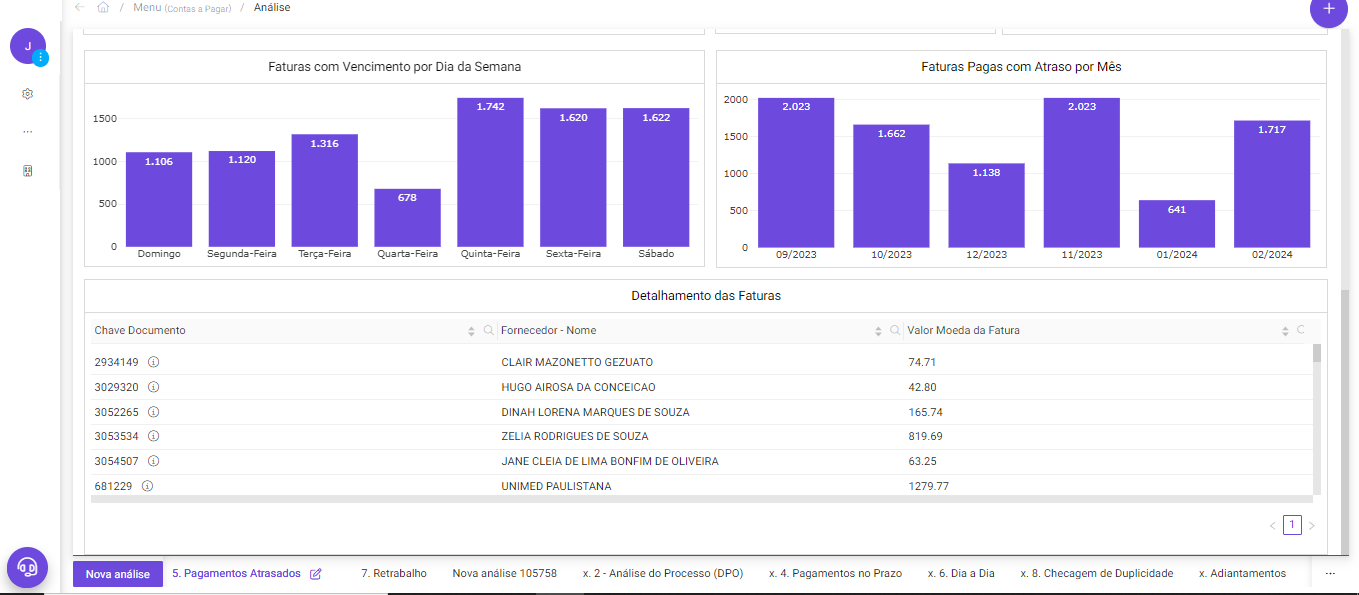 / Menu (Contas a Pagar) / Análise
+
J
Faturas com Vencimento por Dia da Semana
1500
1000
500
0
1.106
1.120
1.316
678
1.742
1.620
1.622
Domingo Segunda-Feira Terça-Feira Quarta-Feira Quinta-Feira Sexta-Feira Sábado
Faturas Pagas com Atraso por Mês
2000
1500
1000
500
0
2.023
1.662
1.138
2.023
641
1.717
09/2023 10/2023 12/2023 11/2023 01/2024 02/2024
Detalhamento das Faturas
Chave Documento Fornecedor - Nome Valor Moeda da Fatura
2934149 CLAIR MAZONETTO GEZUATO 74.71
3029320 HUGO AIROSA DA CONCEICAO 42.80
3052265 DINAH LORENA MARQUES DE SOUZA 165.74
3053534 ZELIA RODRIGUES DE SOUZA 819.69
3054507 JANE CLEIA DE LIMA BONFIM DE OLIVEIRA 63.25
681229 UNIMED PAULISTANA 1279.77
< 1 >
Nova análise 5. Pagamentos Atrasados 7. Retrabalho Nova análise 105758 x. 2 - Análise do Processo (DPO) x. 4. Pagamentos no Prazo x. 6. Dia a Dia x. 8. Checagem de Duplicidade x. Adiantamentos ...